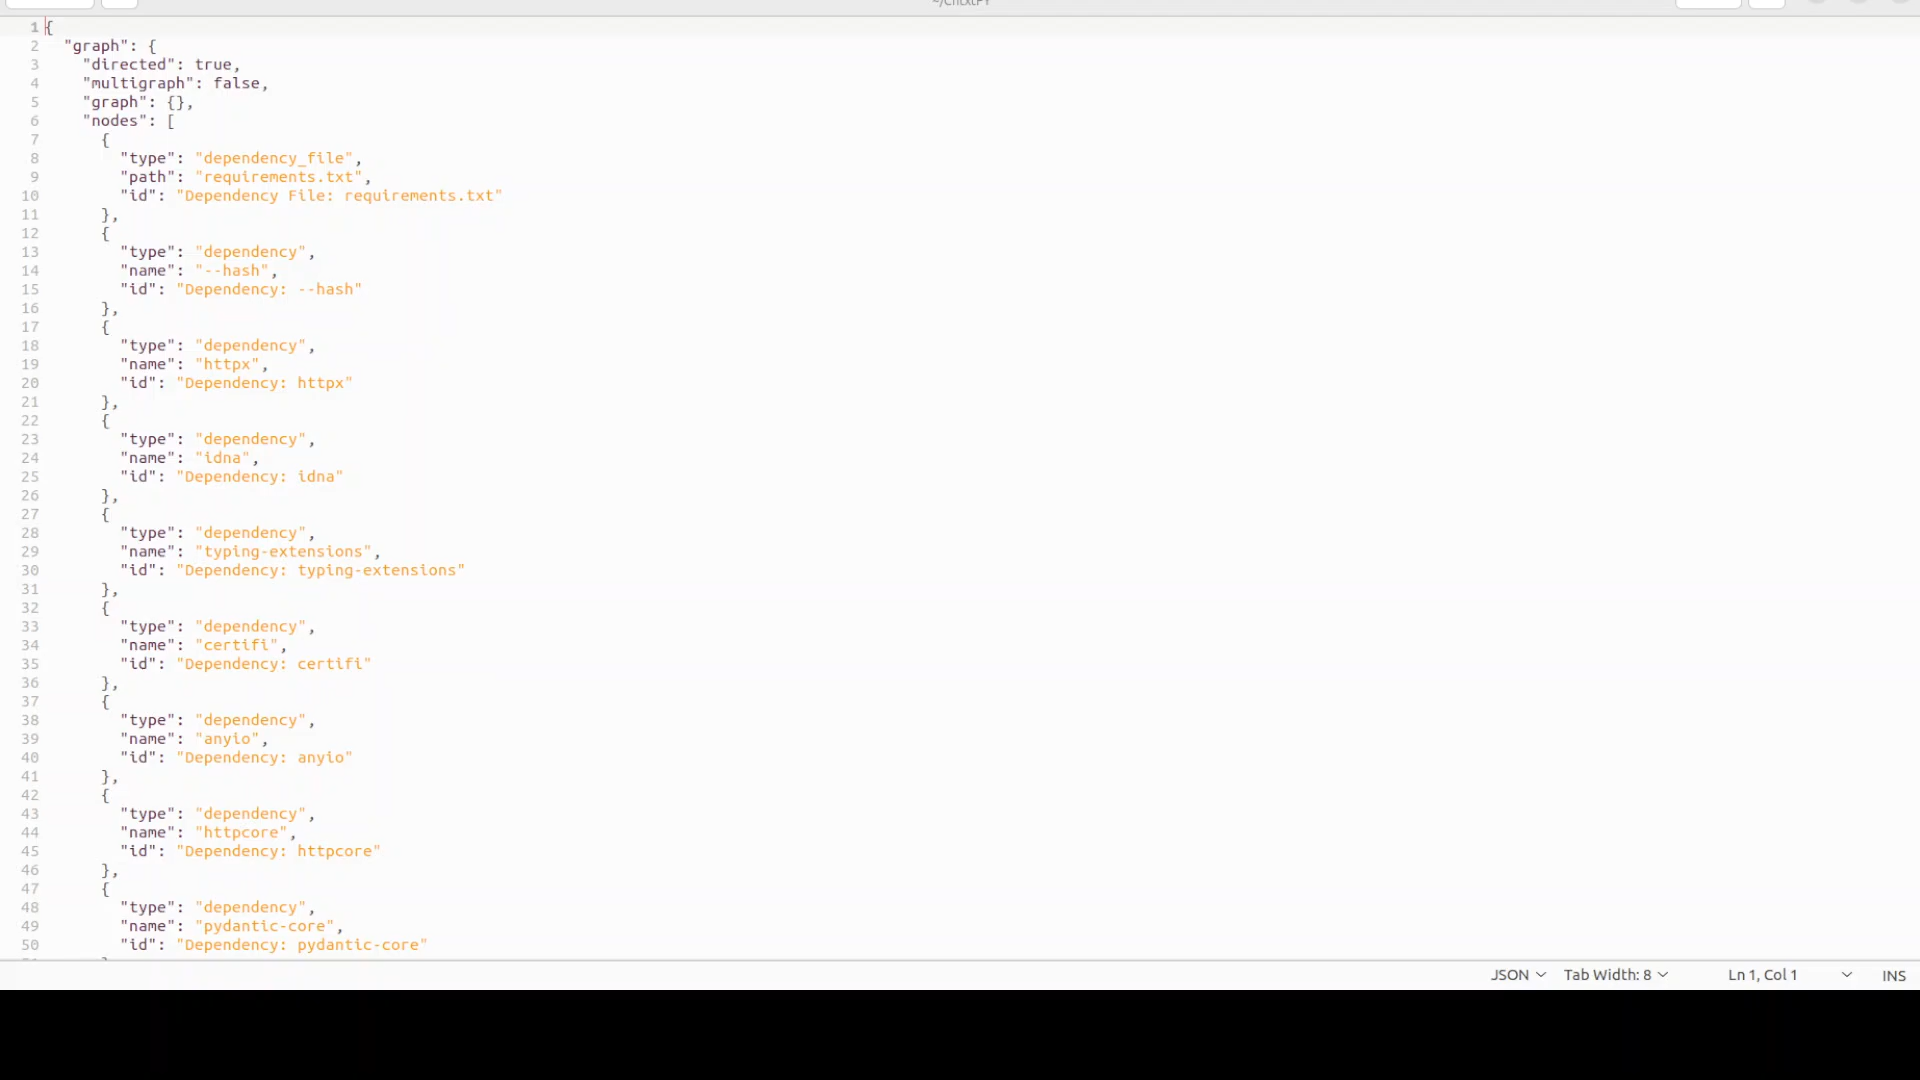 ~/CntxtPY
1 {
2 "graph": {
3 "directed": true,
4 "multigraph": false,
5 "graph": {},
6 "nodes": [
7 {
8 "type": "dependency_file",
9 "path": "requirements.txt",
10 "id": "Dependency File: requirements.txt"
11 },
12 {
13 "type": "dependency",
14 "name": "--hash",
15 "id": "Dependency: --hash"
16 },
17 {
18 "type": "dependency",
19 "name": "httpx",
20 "id": "Dependency: httpx"
21 },
22 {
23 "type": "dependency",
24 "name": "idna",
25 "id": "Dependency: idna"
26 },
27 {
28 "type": "dependency",
29 "name": "typing-extensions",
30 "id": "Dependency: typing-extensions"
31 },
32 {
33 "type": "dependency",
34 "name": "certifi",
35 "id": "Dependency: certifi"
36 },
37 {
38 "type": "dependency",
39 "name": "anyio",
40 "id": "Dependency: anyio"
41 },
42 {
43 "type": "dependency",
44 "name": "httpcore",
45 "id": "Dependency: httpcore"
46 },
47 {
48 "type": "dependency",
49 "name": "pydantic-core",
50 "id": "Dependency: pydantic-core"
JSON Tab Width: 8 Ln 1, Col 1 INS